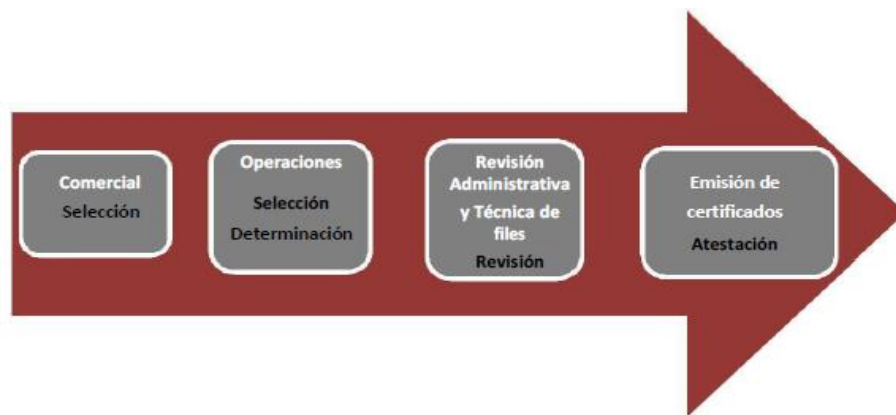 Comercial
Selección
Operaciones
Selección
Determinación
Revisión
Administrativa
y Técnica de
files
Revisión
Emisión de
certificados
Atestación